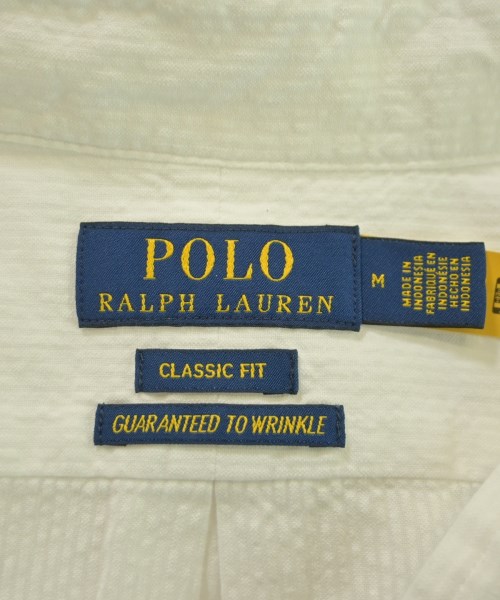 POLO
RALPH LAUREN
M
MADE IN
INDONESIA
FABRIQUÉ EN
INDONÉSIE
HECHO EN
INDONESIA
CLASSIC FIT
GUARANTEED TO WRINKLE